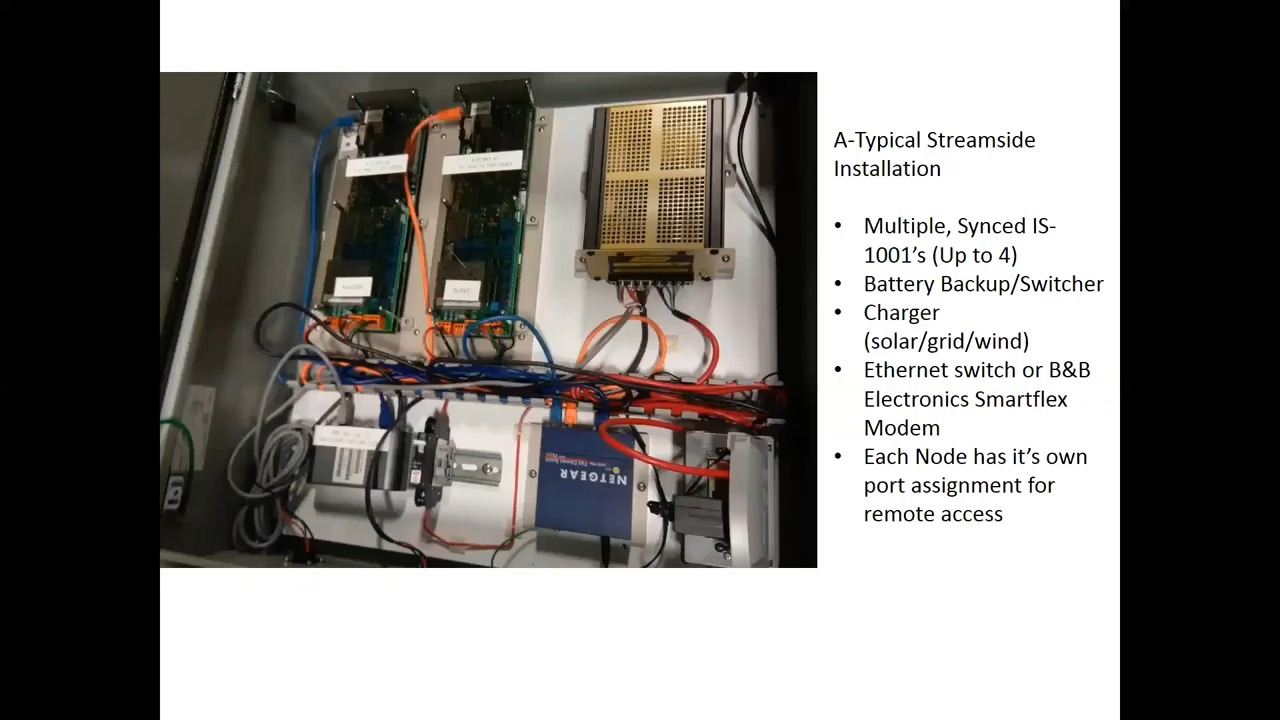 A-Typical Streamside
Installation
• Multiple, Synced IS-
1001’s (Up to 4)
• Battery Backup/Switcher
• Charger
(solar/grid/wind)
• Ethernet switch or B&B
Electronics Smartflex
Modem
• Each Node has it’s own
port assignment for
remote access
NETGEAR